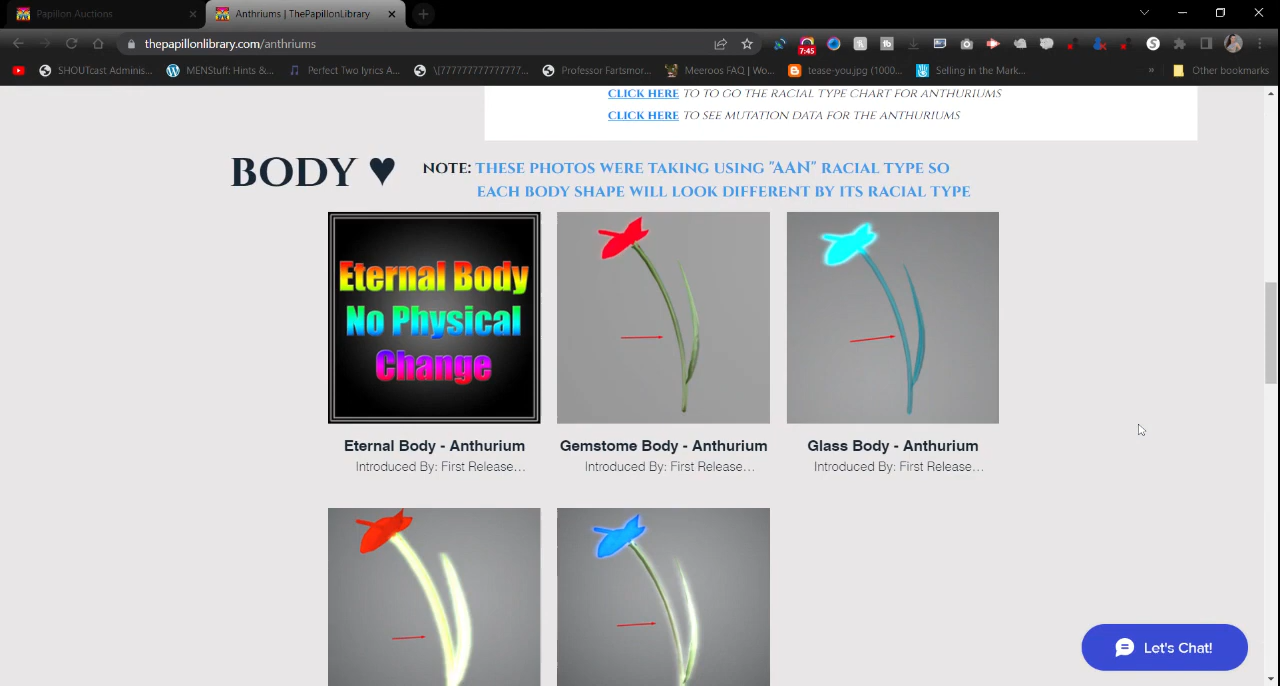 Papillon Auctions
Anthriums | ThePapillonLibrary
thepapillonlibrary.com/anthriums
7:45
SHOUTcast Adminis...
MENStuff: Hints &...
Perfect Two lyrics A...
\[777777777777777...
Professor Fartsmor...
Meeroos FAQ | Wo...
tease-you.jpg (1000...
Selling in the Mark...
»
Other bookmarks
CLICK HERE TO TO GO THE RACIAL TYPE CHART FOR ANTHURIUMS
CLICK HERE TO SEE MUTATION DATA FOR THE ANTHURIUMS
BODY ♥
NOTE: THESE PHOTOS WERE TAKING USING "AAN" RACIAL TYPE SO
EACH BODY SHAPE WILL LOOK DIFFERENT BY ITS RACIAL TYPE
Eternal Body
No Physical
Change
Eternal Body - Anthurium
Introduced By: First Release...
Gemstome Body - Anthurium
Introduced By: First Release...
Glass Body - Anthurium
Introduced By: First Release...
Let's Chat!